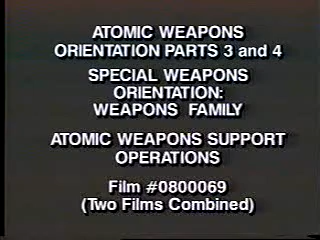 ATOMIC WEAPONS
ORIENTATION PARTS 3 and 4
SPECIAL WEAPONS
ORIENTATION:
WEAPONS FAMILY
ATOMIC WEAPONS SUPPORT
OPERATIONS
Film #0800069
(Two Films Combined)